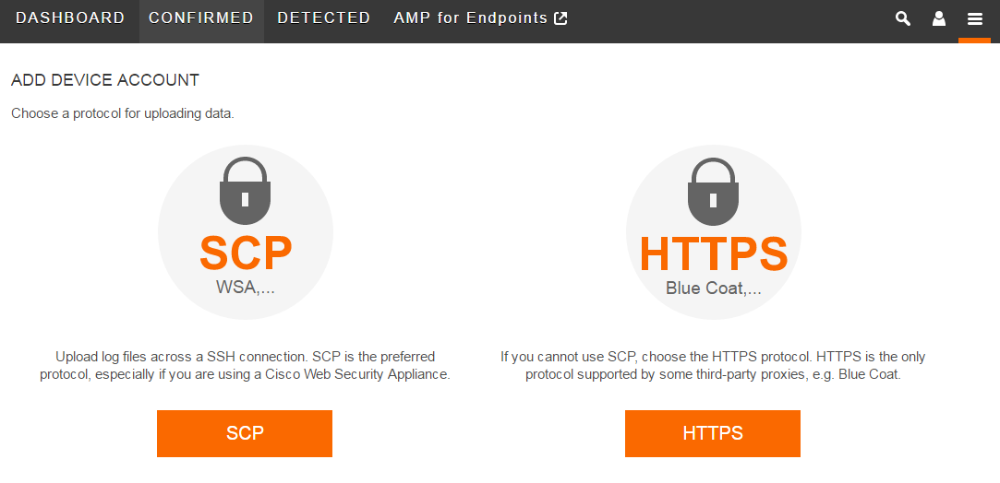 DASHBOARD CONFIRMED DETECTED AMP for Endpoints
ADD DEVICE ACCOUNT
Choose a protocol for uploading data.
SCP
WSA,...
Upload log files across a SSH connection. SCP is the preferred
protocol, especially if you are using a Cisco Web Security Appliance.
SCP
HTTPS
Blue Coat,...
If you cannot use SCP, choose the HTTPS protocol. HTTPS is the only
protocol supported by some third-party proxies, e.g. Blue Coat.
HTTPS